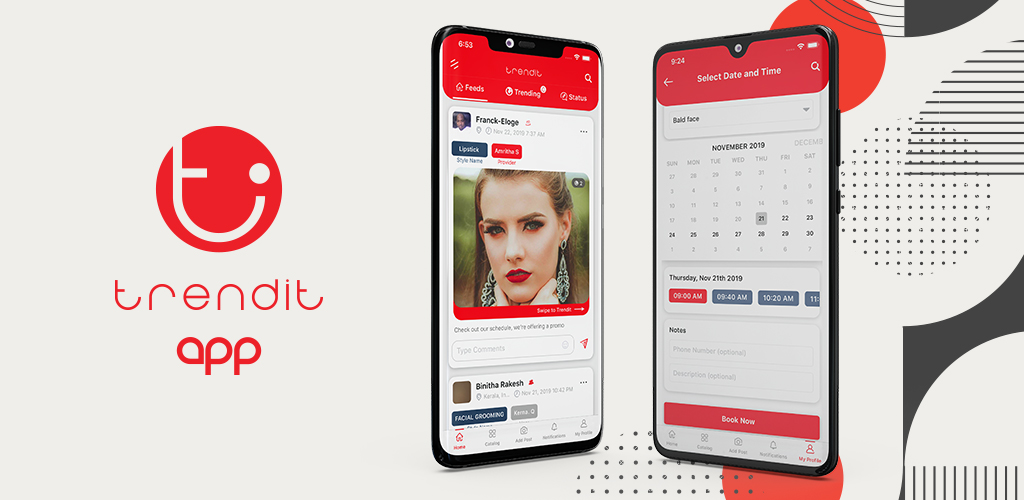 trendit
app
6:53
trendit
Feeds
Trending
Status
Franck-Eloge
Nov 22, 2019 7:37 AM
Lipstick
Amritha S
Style Name
Provider
2
Swipe to Trendit
Check out our schedule, we're offering a promo
Type Comments
Binitha Rakesh
Karala, In...
Nov 21, 2019 10:43 PM
FACIAL GROOMING
Kerna. Q
Home
Catalog
Add Post
Notifications
My Profile
9:24
Select Date and Time
Bald face
NOVEMBER 2019
DECEMB
SUN MON TUE WED THU FRI SAT
27 28 29 30 31 1 2
3 4 5 6 7 8 9
10 11 12 13 14 15 16
17 18 19 20 21 22 23
24 25 26 27 28 29 30
1 2 3 4 5 6 7
Thursday, Nov 21th 2019
09:00 AM
09:40 AM
10:20 AM
11:
Notes
Phone Number (optional)
Description (optional)
Book Now
Home
Catalog
Add Post
Notifications
My Profile